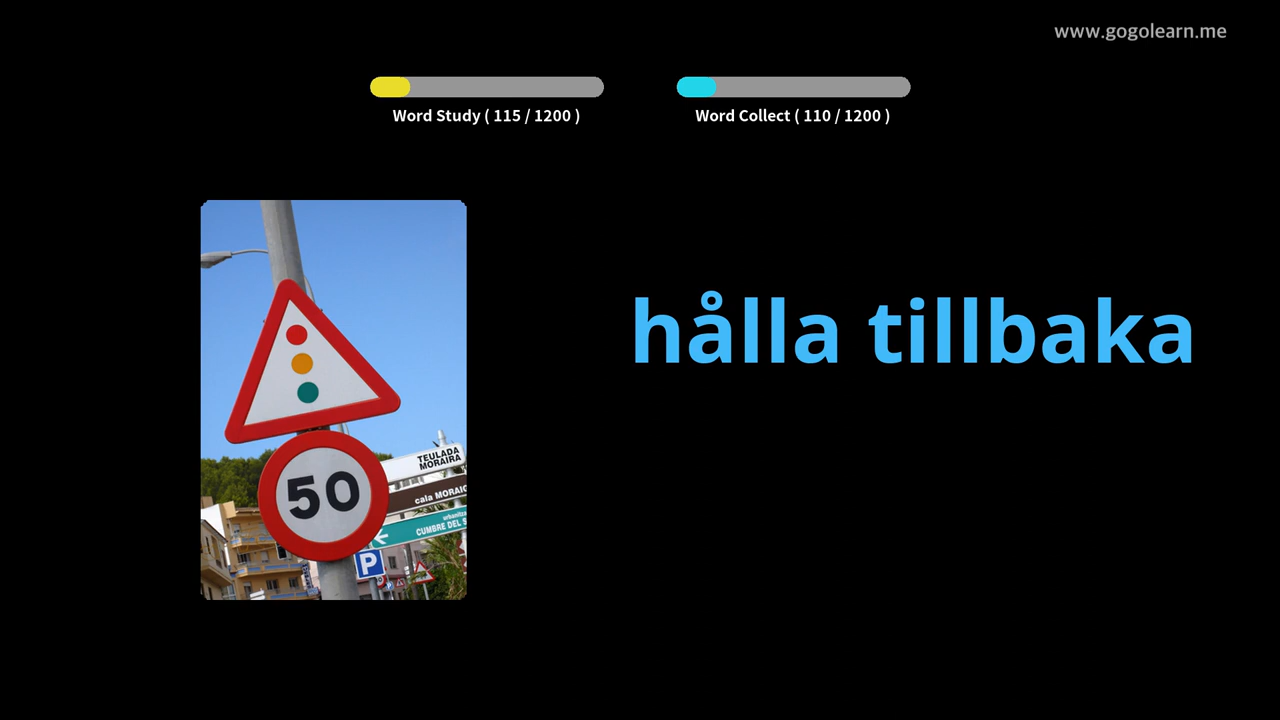 www.gogolearn.me
Word Study ( 115 / 1200 )
Word Collect ( 110 / 1200 )
hålla tillbaka
50
TEULADA
MORAIRA
cala
CUMBRE DEL
P